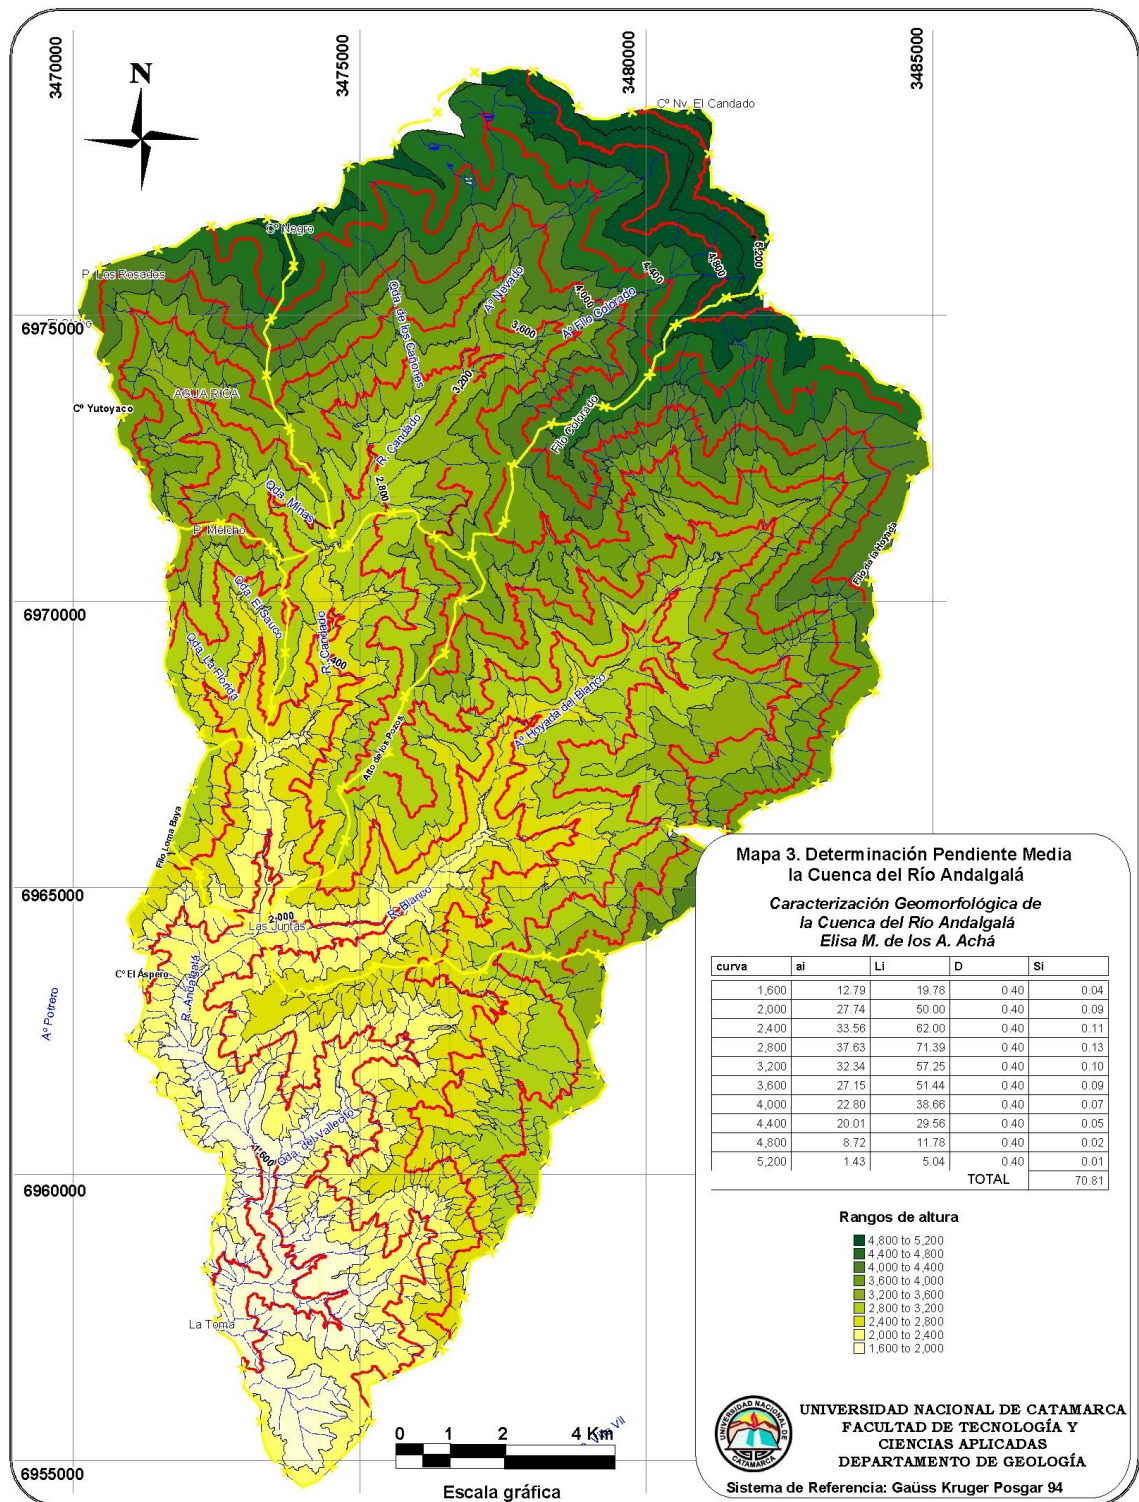 3470000
3475000
3480000
3485000
N
Cº Nv. El Candado
Cº Negro
P. Los Rosados
5,200
4,800
4,400
4,000
Qda. de los Cañones
Aº Nevado
Aº Filo Colorado
3,600
6975000
3,200
AGUA RICA
Cº Yutoyaco
Filo Colorado
R. Candado
2,800
Qda. Minas
P. Melcho
Filo de la Hoyada
6970000
Qda. El Sauco
R. Candado
400
Qda. La Florida
Aº Hoyada del Blanco
Alto de los Pozos
Filo Loma Baya
6965000
R. Blanco
2,000
Las Juntas
Cº El Áspero
R. Andalgalá
Aº Potrero
1,600
Qda. del Vallecito
6960000
La Toma
6955000
0 1 2 4 Km
Escala gráfica
Mapa 3. Determinación Pendiente Media
la Cuenca del Río Andalgalá
Caracterización Geomorfológica de
la Cuenca del Río Andalgalá
Elisa M. de los A. Achá
curva ai Li D Si
1,600 12.79 19.78 0.40 0.04
2,000 27.74 50.00 0.40 0.09
2,400 33.56 62.00 0.40 0.11
2,800 37.63 71.39 0.40 0.13
3,200 32.34 57.25 0.40 0.10
3,600 27.15 51.44 0.40 0.09
4,000 22.80 38.66 0.40 0.07
4,400 20.01 29.56 0.40 0.05
4,800 8.72 11.78 0.40 0.02
5,200 1.43 5.04 0.40 0.01
TOTAL 70.81
Rangos de altura
4,800 to 5,200
4,400 to 4,800
4,000 to 4,400
3,600 to 4,000
3,200 to 3,600
2,800 to 3,200
2,400 to 2,800
2,000 to 2,400
1,600 to 2,000
UNIVERSIDAD NACIONAL DE CATAMARCA
UNIVERSIDAD NACIONAL DE CATAMARCA
FACULTAD DE TECNOLOGÍA Y
CIENCIAS APLICADAS
DEPARTAMENTO DE GEOLOGÍA
Sistema de Referencia: Gaüss Kruger Posgar 94